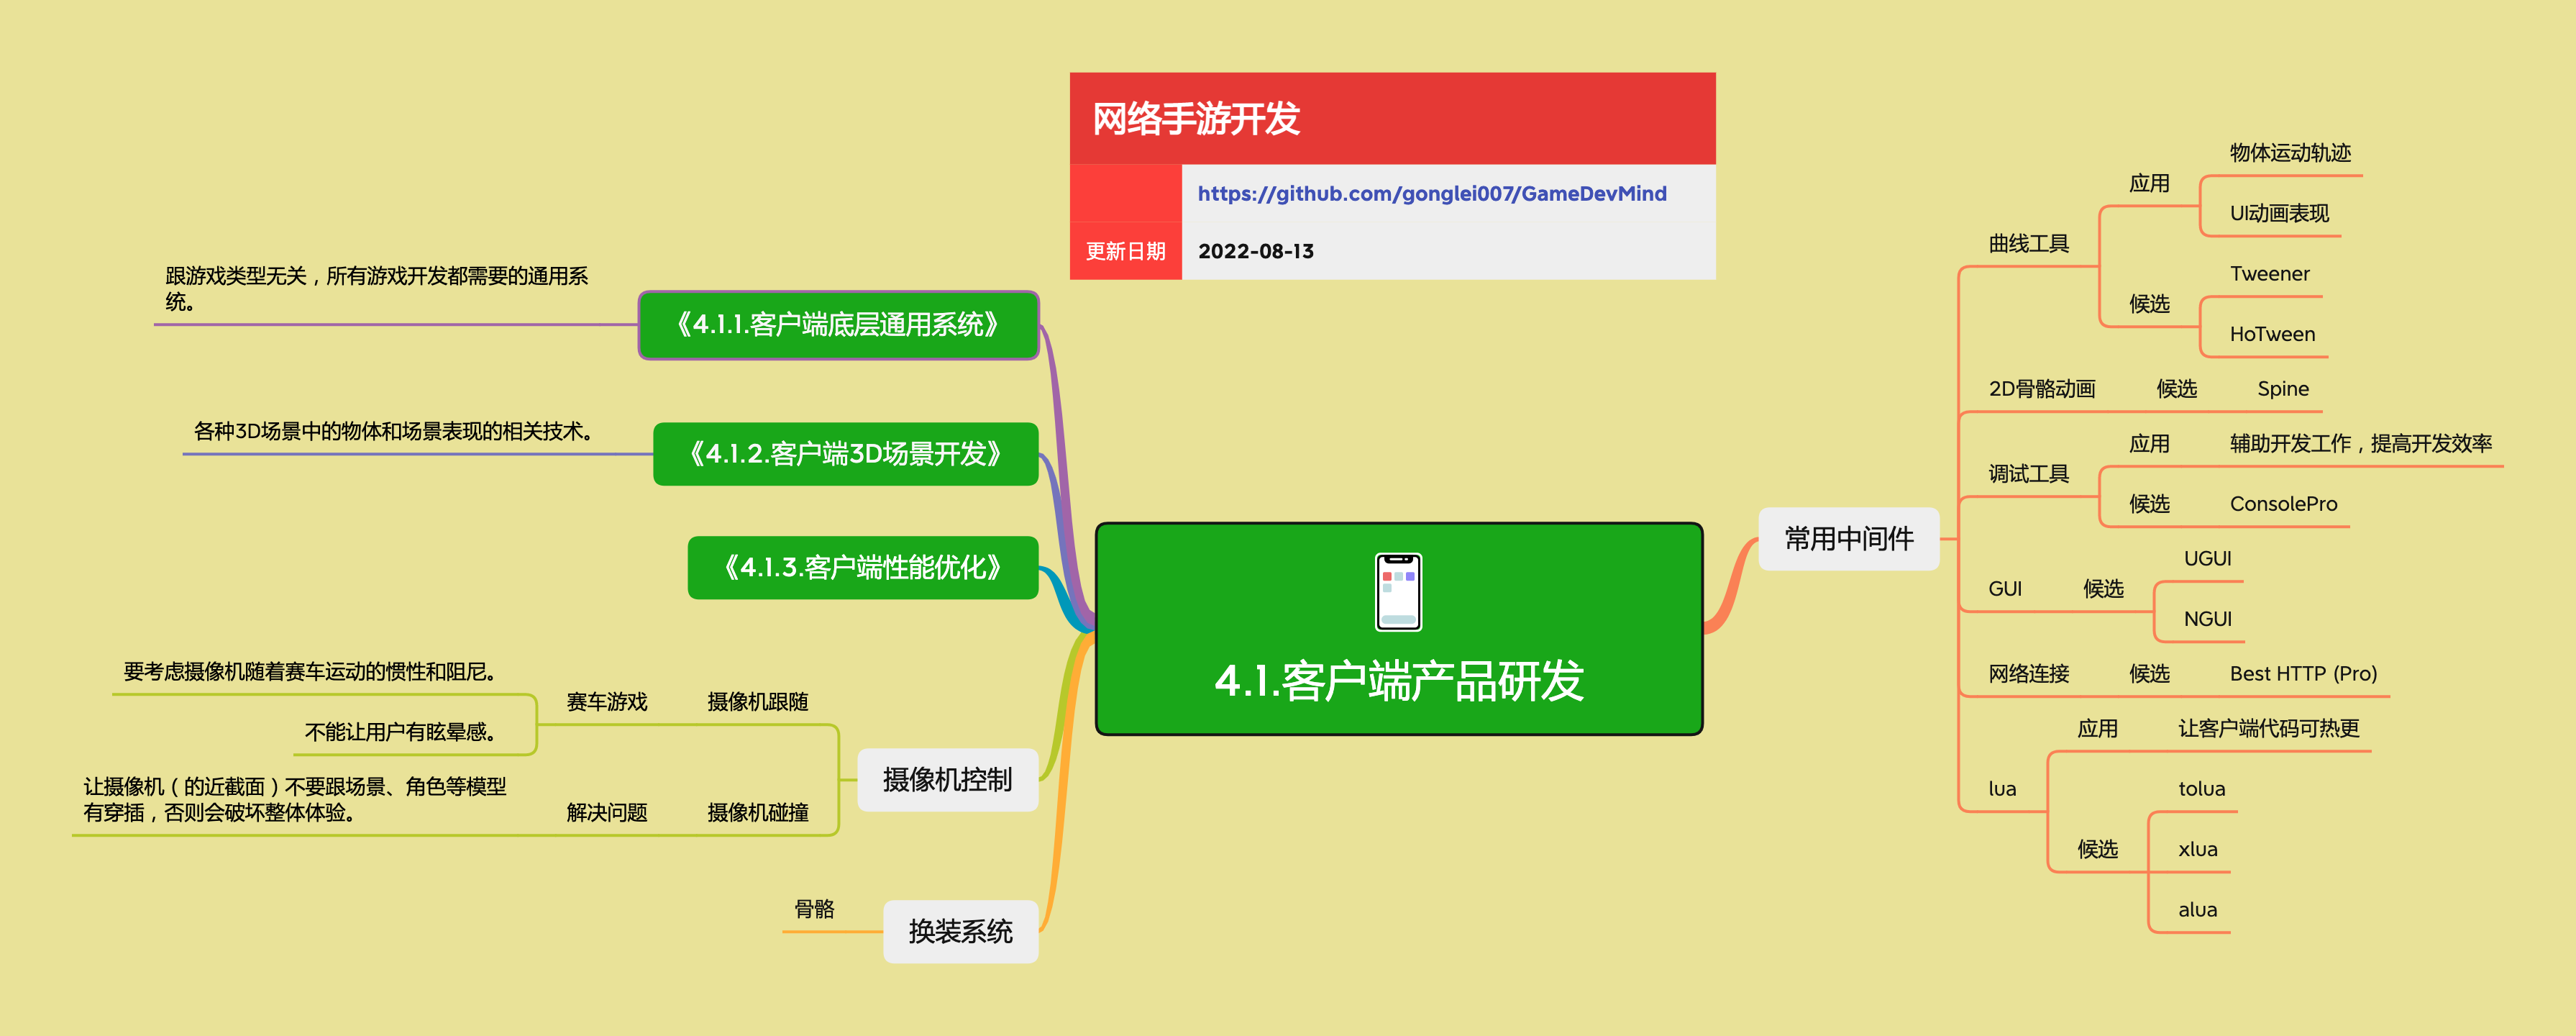 网络手游开发
https://github.com/gonglei007/GameDevMind
更新日期
2022-08-13
4.1.客户端产品研发
《4.1.1.客户端底层通用系统》
跟游戏类型无关，所有游戏开发都需要的通用系
统。
《4.1.2.客户端3D场景开发》
各种3D场景中的物体和场景表现的相关技术。
《4.1.3.客户端性能优化》
摄像机控制
摄像机跟随
赛车游戏
要考虑摄像机随着赛车运动的惯性和阻尼。
不能让用户有眩晕感。
摄像机碰撞
解决问题
让摄像机（的近截面）不要跟场景、角色等模型
有穿插，否则会破坏整体体验。
换装系统
骨骼
常用中间件
曲线工具
应用
物体运动轨迹
UI动画表现
候选
Tweener
HoTween
2D骨骼动画
候选
Spine
调试工具
应用
辅助开发工作，提高开发效率
候选
ConsolePro
GUI
候选
UGUI
NGUI
网络连接
候选
Best HTTP (Pro)
lua
应用
让客户端代码可热更
候选
tolua
xlua
alua